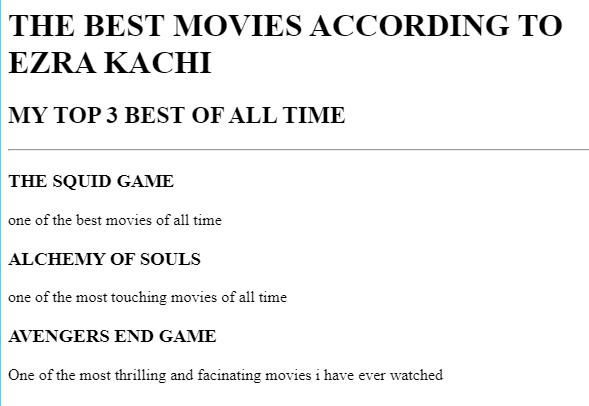 THE BEST MOVIES ACCORDING TO
EZRA KACHI
MY TOP 3 BEST OF ALL TIME
THE SQUID GAME
one of the best movies of all time
ALCHEMY OF SOULS
one of the most touching movies of all time
AVENGERS END GAME
One of the most thrilling and facinating movies i have ever watched